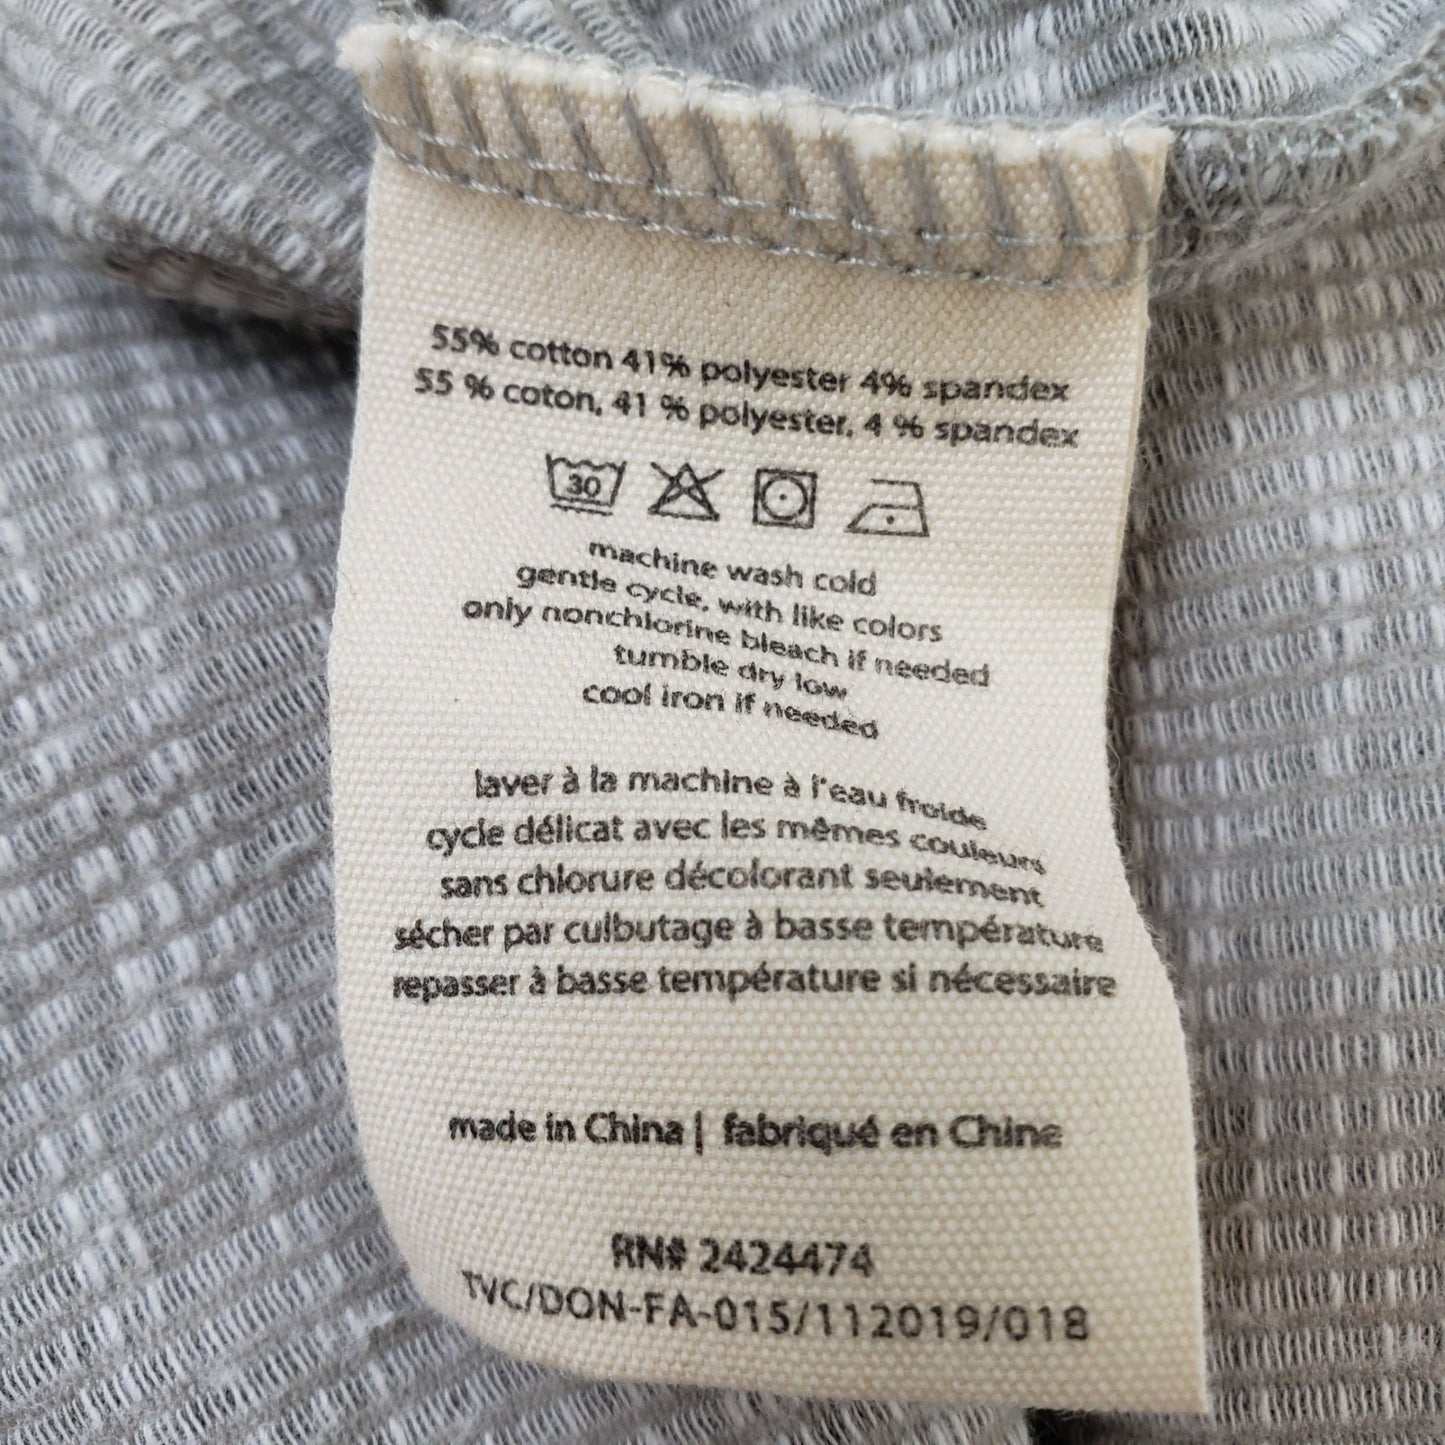 55% cotton 41% polyester 4% spandex
55 % coton, 41 % polyester, 4 % spandex
30
machine wash cold
gentle cycle, with like colors
only nonchlorine bleach if needed
tumble dry low
cool iron if needed
laver à la machine à l'eau froide
cycle délicat avec les mêmes couleurs
sans chlorure décolorant seulement
sécher par culbutage à basse température
repasser à basse température si nécessaire
made in China | fabriqué en Chine
RN# 2424474
TVC/DON-FA-015/112019/018